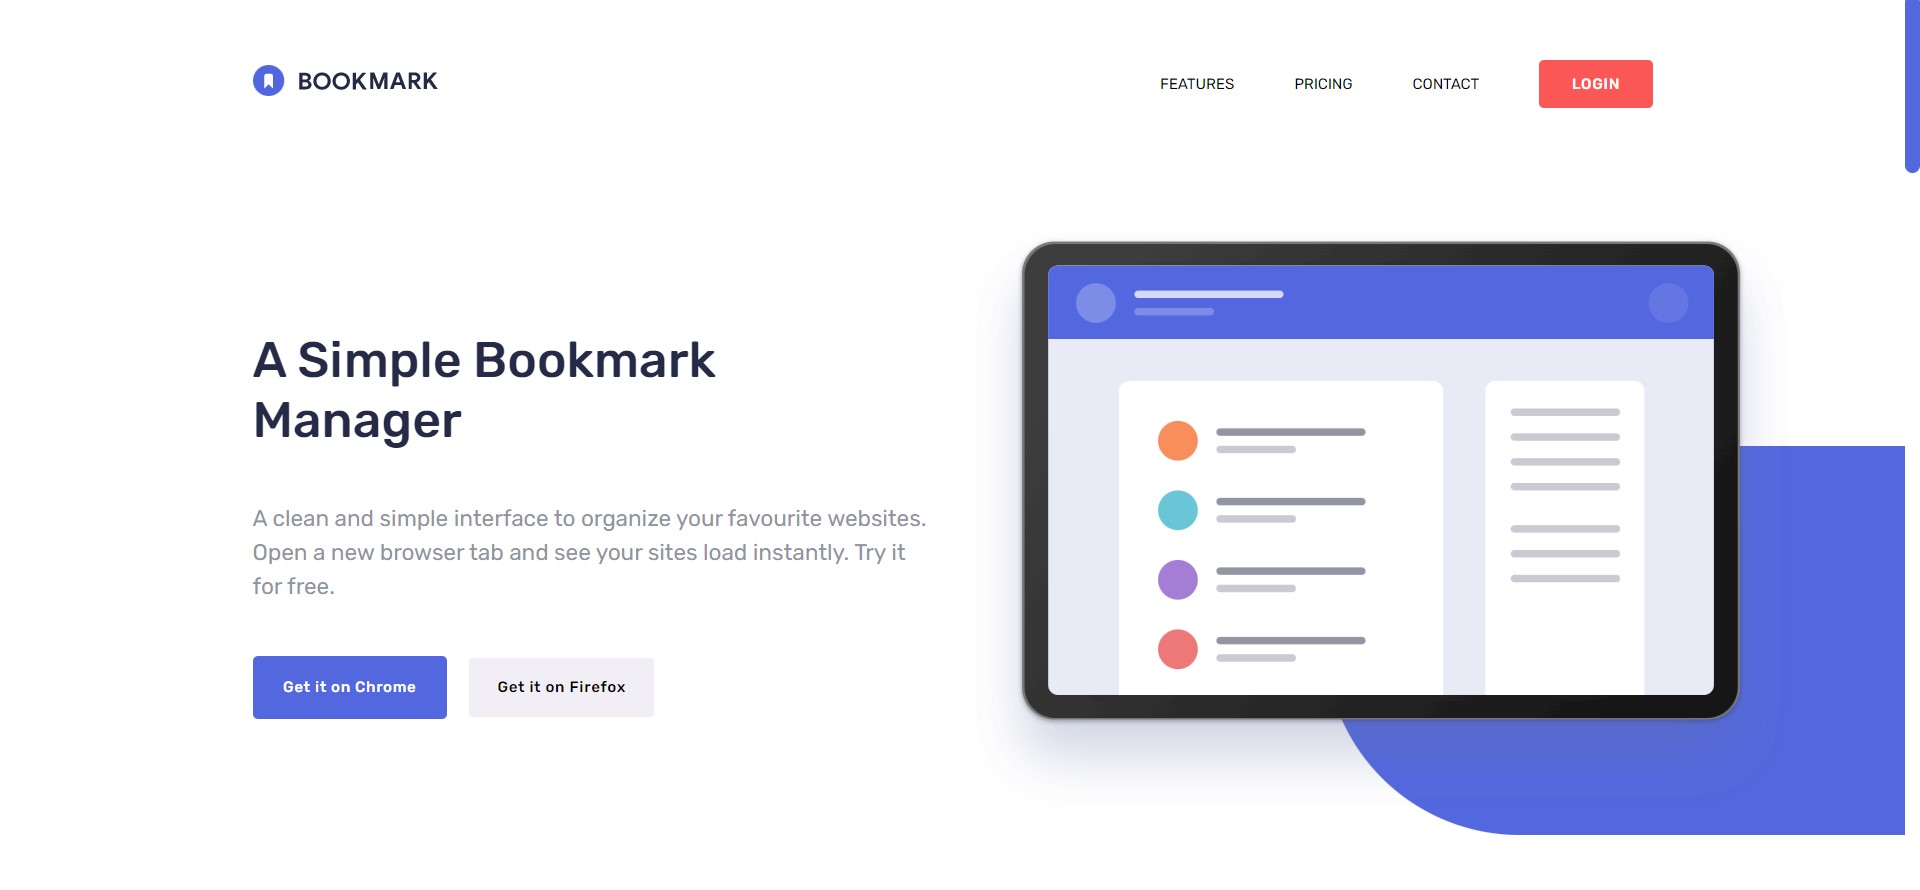 BOOKMARK
FEATURES PRICING CONTACT LOGIN
A Simple Bookmark
Manager
A clean and simple interface to organize your favourite websites.
Open a new browser tab and see your sites load instantly. Try it
for free.
Get it on Chrome Get it on Firefox